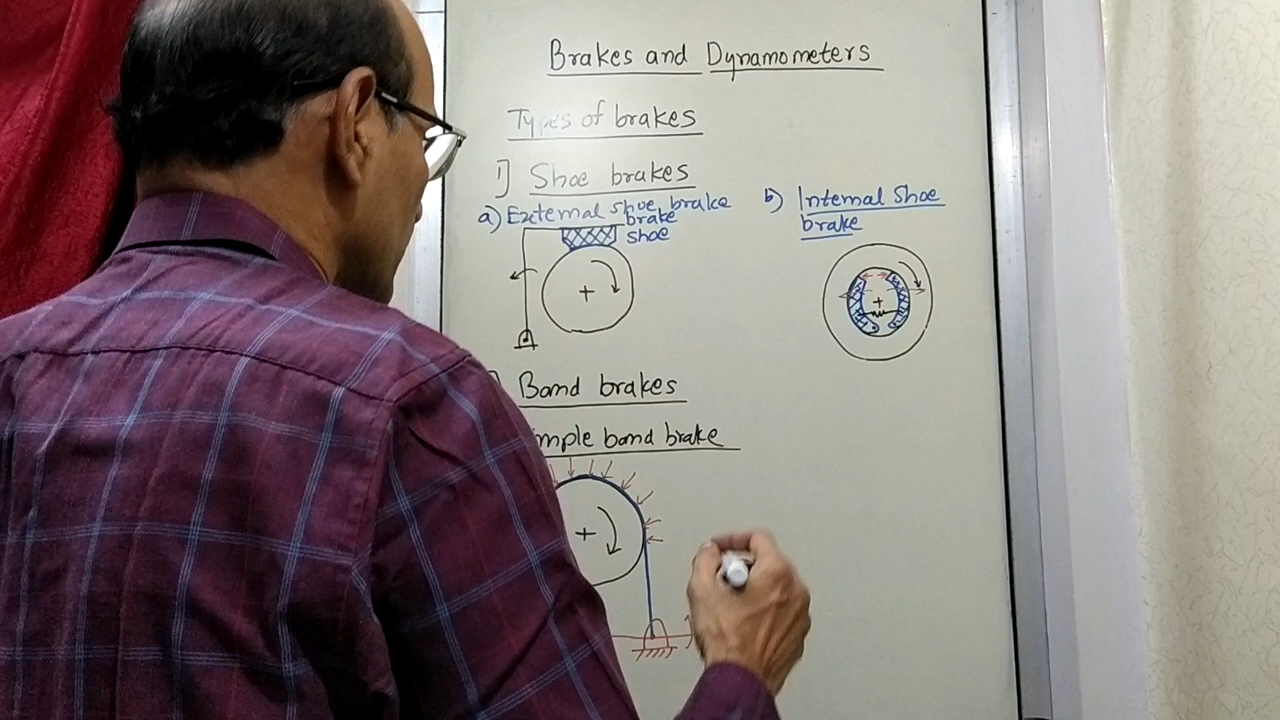 Brakes and Dynamometers
Types of brakes
1] Shoe brakes
a) External shoe brake
brake
shoe
b) Internal Shoe
brake
Band brakes
mple band brake